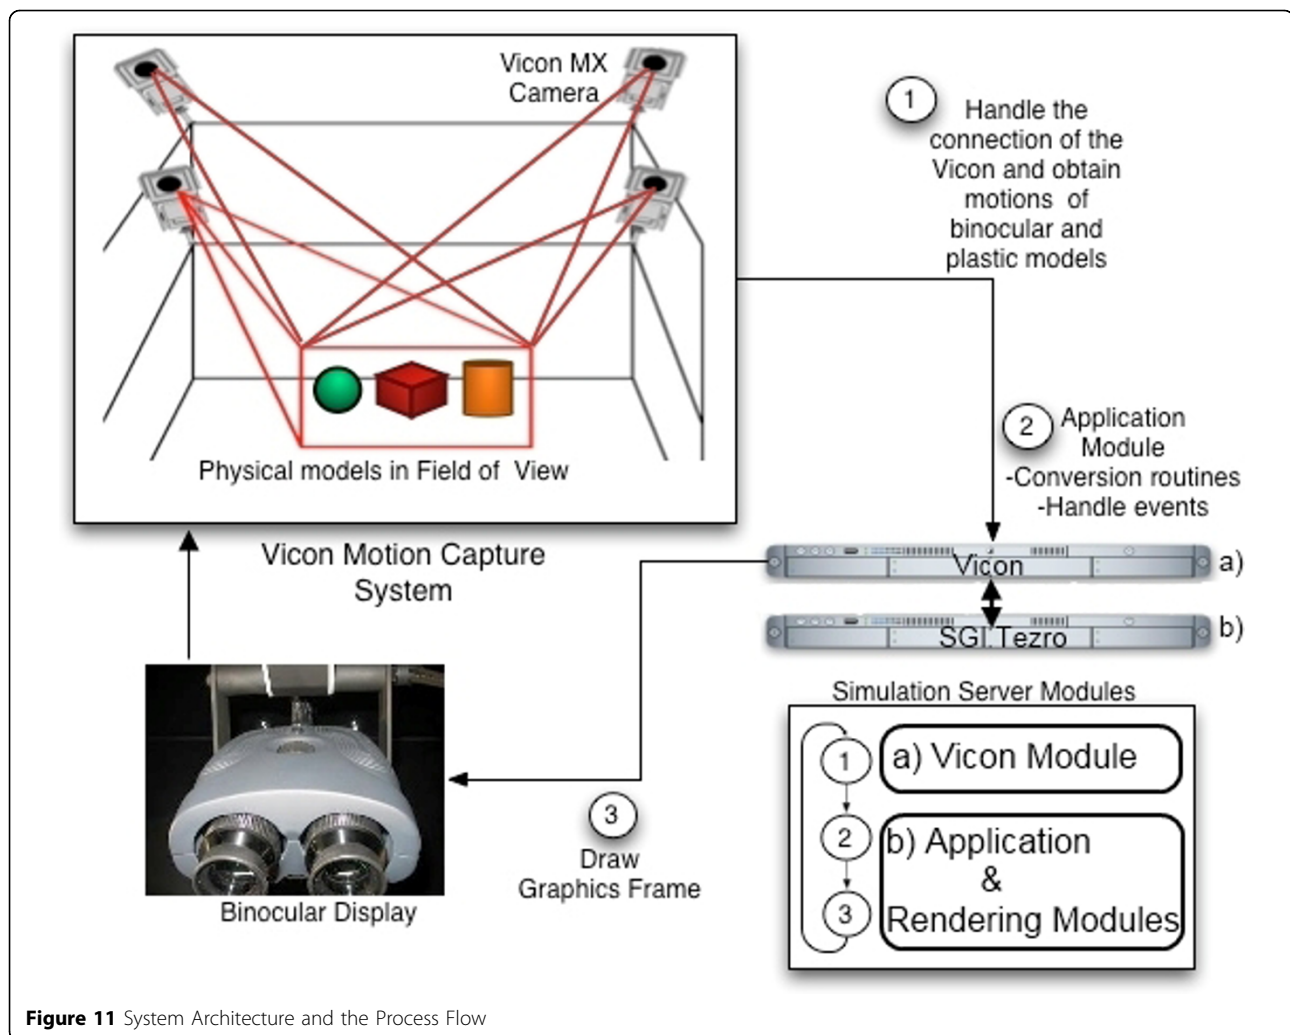 Vicon MX
Camera
Physical models in Field of View
Vicon Motion Capture
System
1
Handle the
connection of the
Vicon and obtain
motions of
binocular and
plastic models
2
Application
Module
-Conversion routines
-Handle events
Vicon
a)
SGI.Tezro
b)
Simulation Server Modules
1
a) Vicon Module
2
b) Application
&
3
Rendering Modules
3
Draw
Graphics Frame
Binocular Display
Figure 11 System Architecture and the Process Flow